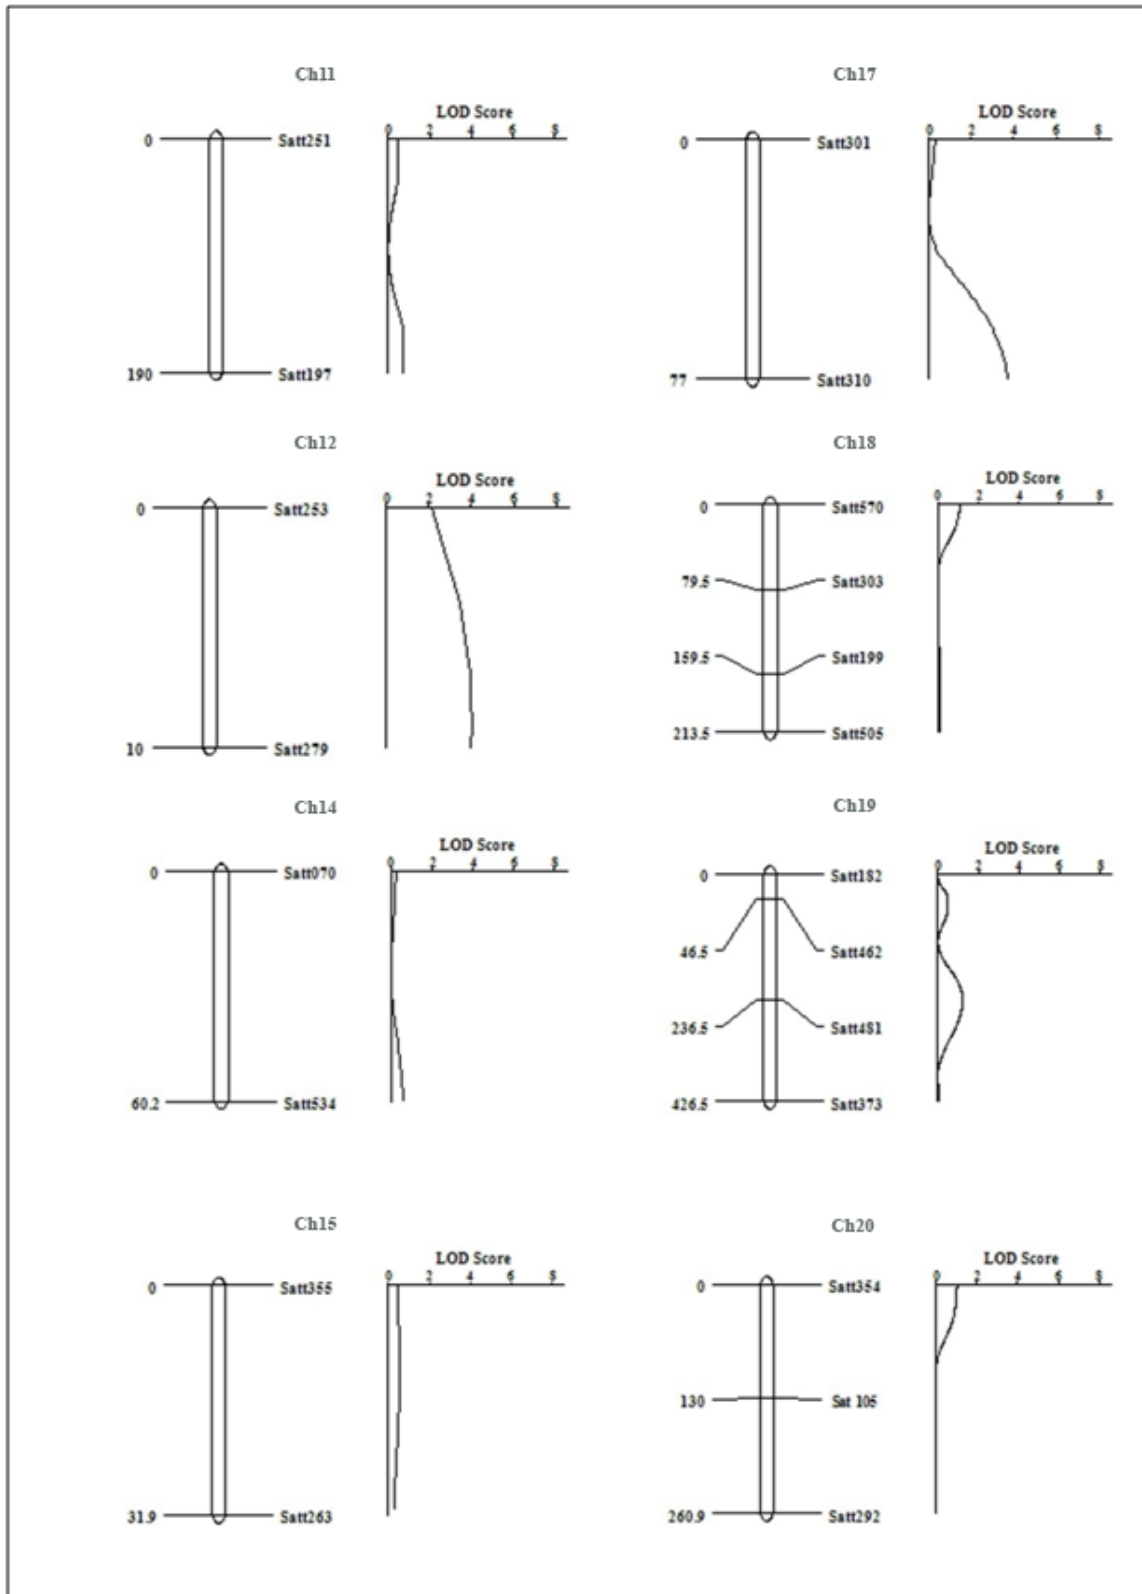 Ch11
LOD Score
0 2 4 6 8
0 Satt251
190 Satt197
Ch17
LOD Score
0 2 4 6 8
0 Satt301
77 Satt310
Ch12
LOD Score
0 2 4 6 8
0 Satt253
10 Satt279
Ch18
LOD Score
0 2 4 6 8
0 Satt570
79.5 Satt303
159.5 Satt199
213.5 Satt505
Ch14
LOD Score
0 2 4 6 8
0 Satt070
60.2 Satt534
Ch19
LOD Score
0 2 4 6 8
0 Satt182
46.5 Satt462
236.5 Satt481
426.5 Satt373
Ch15
LOD Score
0 2 4 6 8
0 Satt355
31.9 Satt263
Ch20
LOD Score
0 2 4 6 8
0 Satt354
130 Sat 105
260.9 Satt292